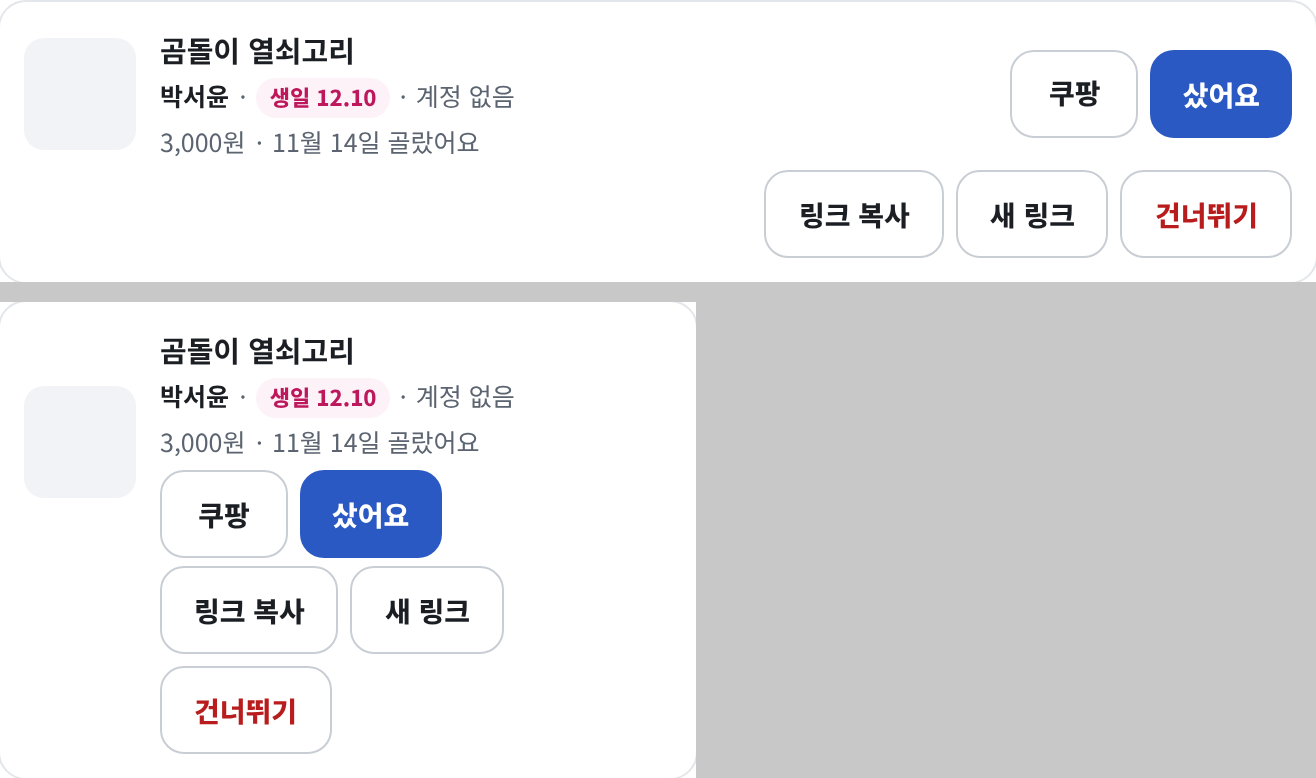 곰돌이 열쇠고리
박서윤 · 생일 12.10 · 계정 없음
3,000원 · 11월 14일 골랐어요
쿠팡 샀어요
링크 복사 새 링크 건너뛰기
곰돌이 열쇠고리
박서윤 · 생일 12.10 · 계정 없음
3,000원 · 11월 14일 골랐어요
쿠팡 샀어요
링크 복사 새 링크
건너뛰기